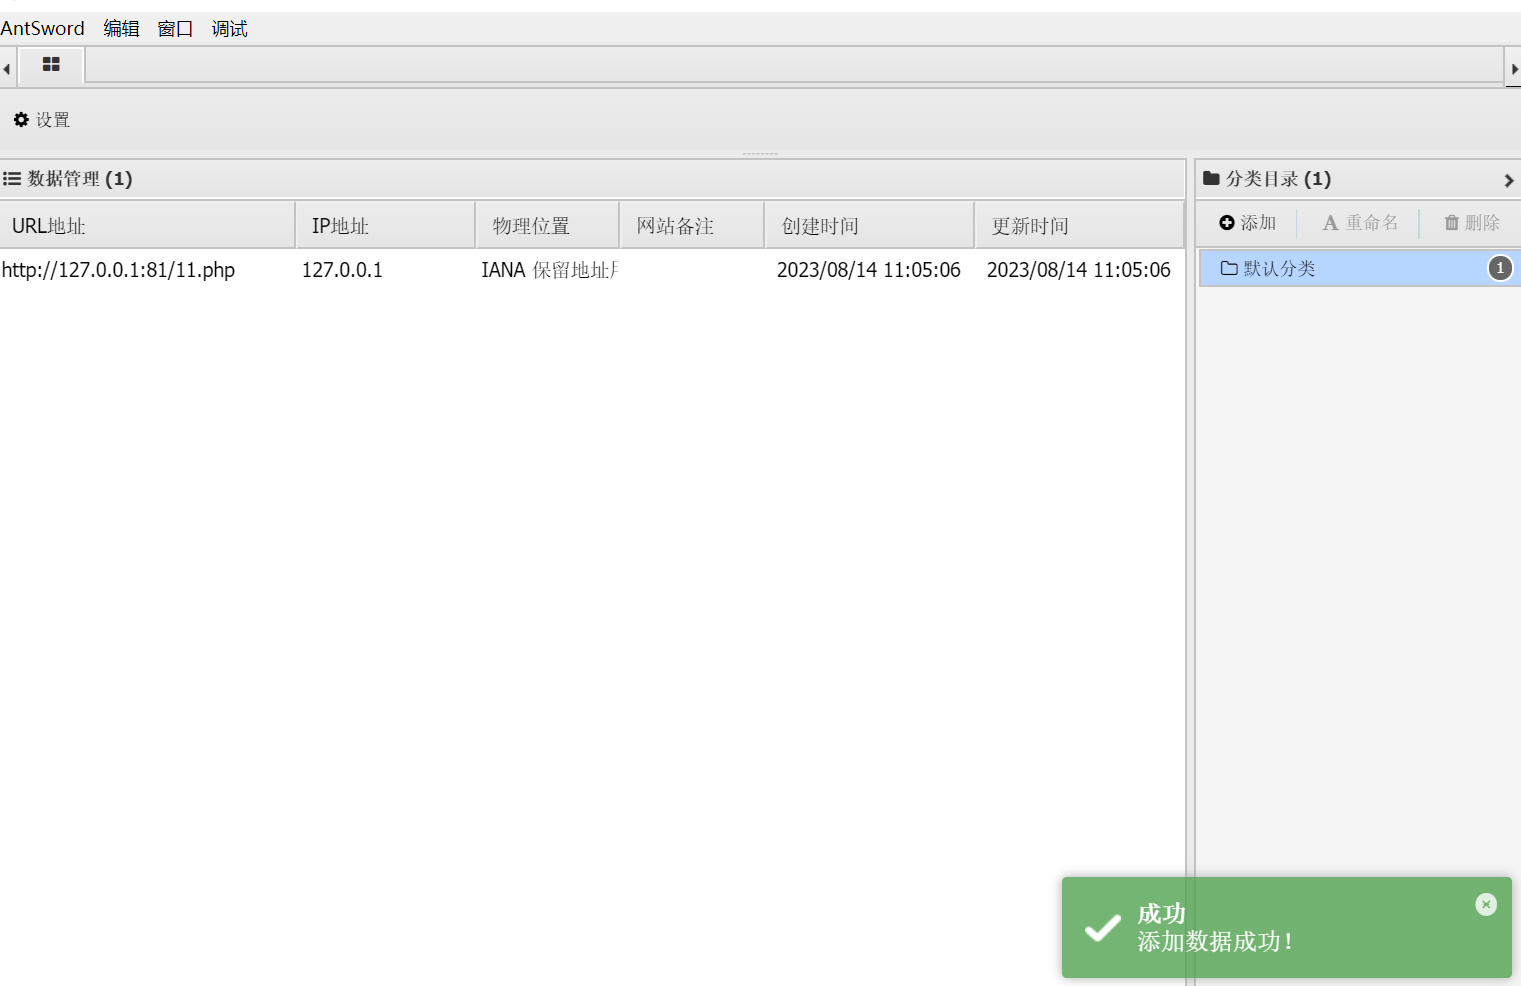 AntSword 编辑 窗口 调试
设置
数据管理 (1)
分类目录 (1)
URL地址 IP地址 物理位置 网站备注 创建时间 更新时间
添加 重命名 删除
http://127.0.0.1:81/11.php 127.0.0.1 IANA 保留地址 2023/08/14 11:05:06 2023/08/14 11:05:06
默认分类 1
成功
添加数据成功!